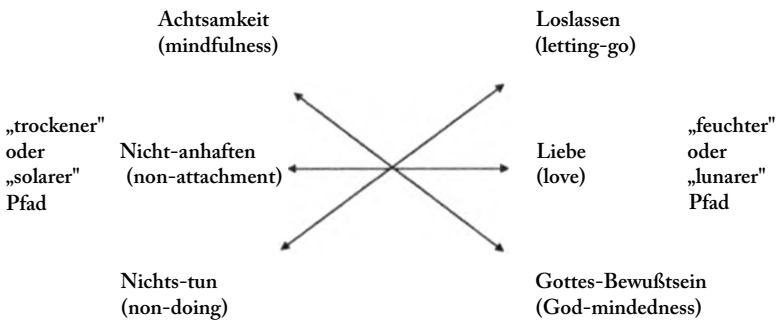 Achtsamkeit
(mindfulness)
Loslassen
(letting-go)
„trockener"
oder
„solarer"
Pfad
Nicht-anhaften
(non-attachment)
Liebe
(love)
„feuchter"
oder
„lunarer"
Pfad
Nichts-tun
(non-doing)
Gottes-Bewußtsein
(God-mindedness)